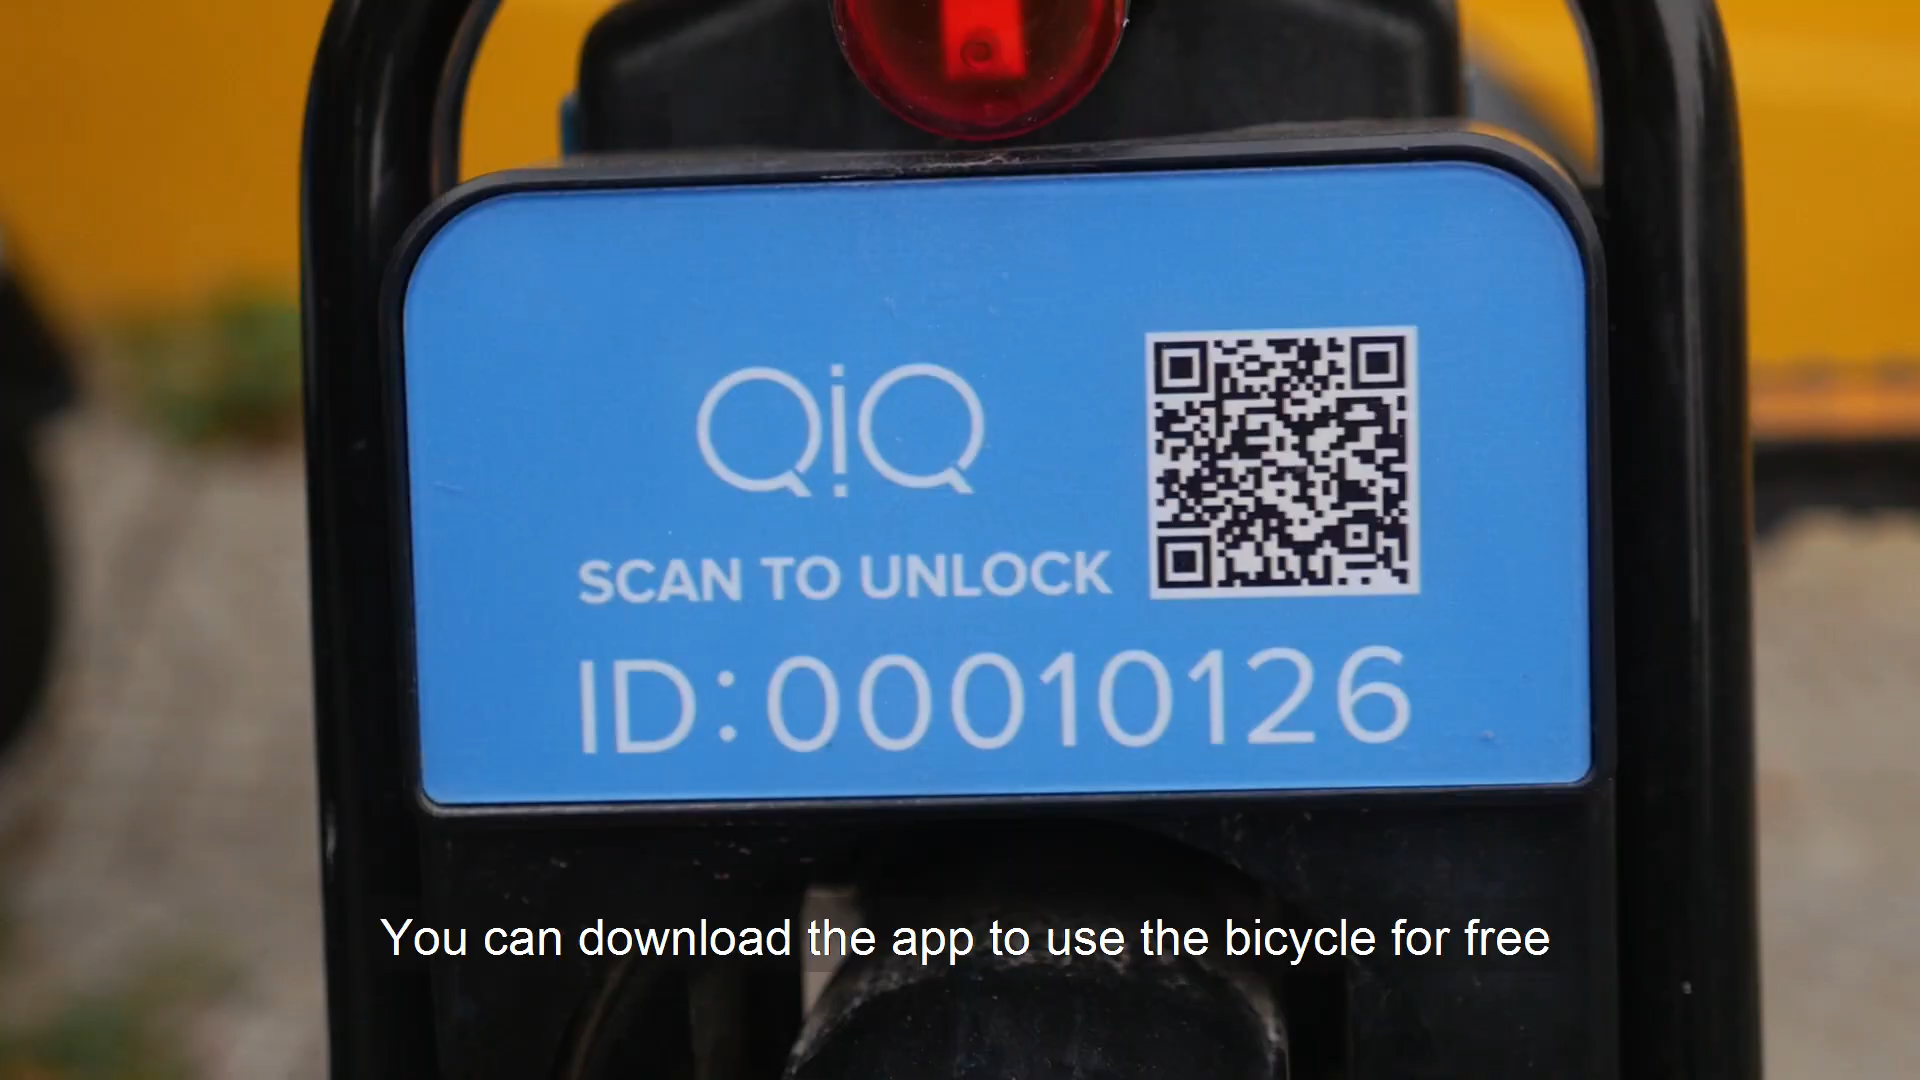 QiQ
SCAN TO UNLOCK
ID:00010126
You can download the app to use the bicycle for free